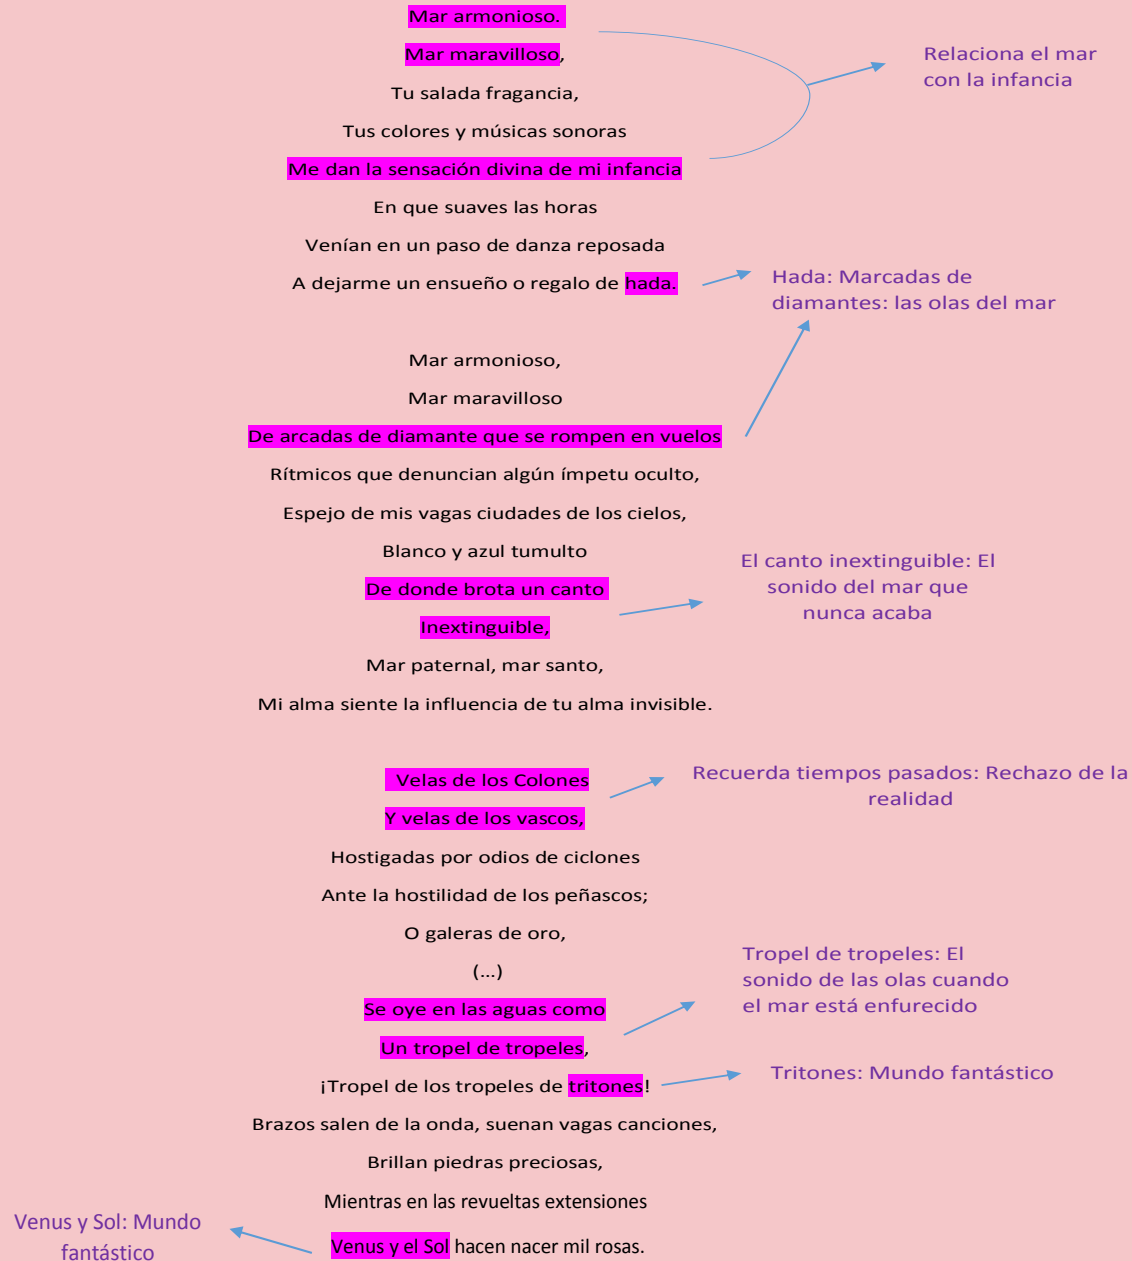 Mar armonioso.
Mar maravilloso,
Relaciona el mar
con la infancia
Tu salada fragancia,
Tus colores y músicas sonoras
Me dan la sensación divina de mi infancia
En que suaves las horas
Venían en un paso de danza reposada
A dejarme un ensueño o regalo de hada.
Hada: Marcadas de
diamantes: las olas del mar
Mar armonioso,
Mar maravilloso
De arcadas de diamante que se rompen en vuelos
Rítmicos que denuncian algún ímpetu oculto,
Espejo de mis vagas ciudades de los cielos,
Blanco y azul tumulto
De donde brota un canto
Inextinguible,
El canto inextinguible: El
sonido del mar que
nunca acaba
Mar paternal, mar santo,
Mi alma siente la influencia de tu alma invisible.
Velas de los Colones
Y velas de los vascos,
Recuerda tiempos pasados: Rechazo de la
realidad
Hostigadas por odios de ciclones
Ante la hostilidad de los peñascos;
O galeras de oro,
(...)
Se oye en las aguas como
Un tropel de tropeles,
Tropel de tropeles: El
sonido de las olas cuando
el mar está enfurecido
¡Tropel de los tropeles de tritones!
Tritones: Mundo fantástico
Brazos salen de la onda, suenan vagas canciones,
Brillan piedras preciosas,
Mientras en las revueltas extensiones
Venus y el Sol hacen nacer mil rosas.
Venus y Sol: Mundo
fantástico